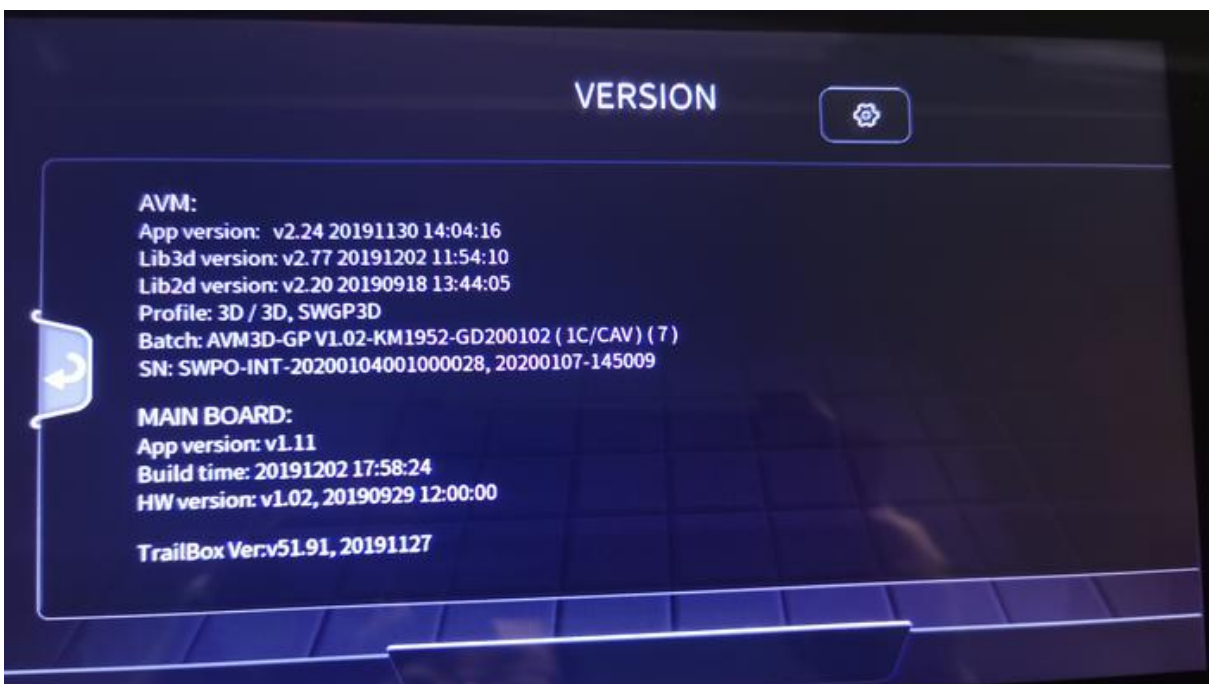 VERSION
AVM:
App version: v2.24 20191130 14:04:16
Lib3d version: v2.77 20191202 11:54:10
Lib2d version: v2.20 20190918 13:44:05
Profile: 3D / 3D, SWGP3D
Batch: AVM3D-GP V1.02-KM1952-GD200102 ( 1C/CAV) ( 7 )
SN: SWPO-INT-20200104001000028, 20200107-145009
MAIN BOARD:
App version: v1.11
Build time: 20191202 17:58:24
HW version: v1.02, 20190929 12:00:00
TrailBox Ver:v51.91, 20191127